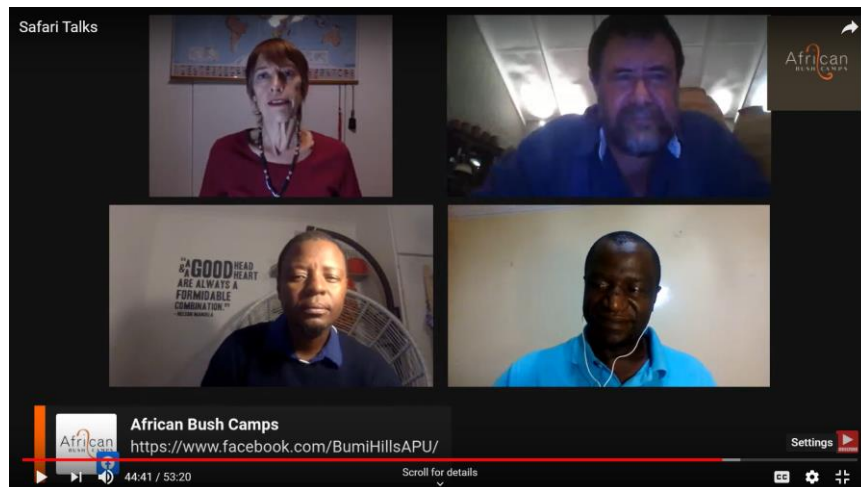 Safari Talks
African
BUSH CAMPS
"A GOOD HEAD
& A GOOD HEART
ARE ALWAYS A
FORMIDABLE
COMBINATION."
-NELSON MANDELA
African Bush Camps
https://www.facebook.com/BumiHillsAPU/
African
BUSH CAMPS
Settings
44:41 / 53:20
Scroll for details
CC